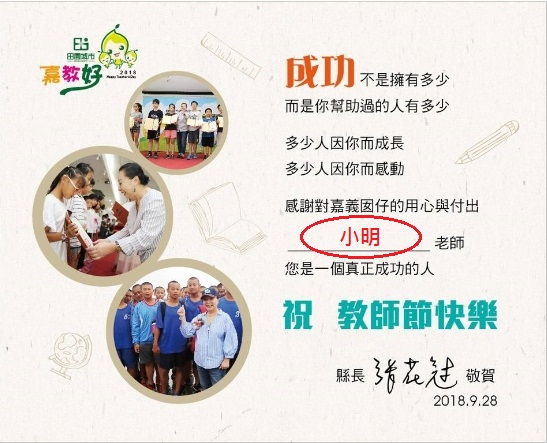 田園城市
嘉教好
2018
Happy Teacher's Day
成功 不是擁有多少
而是你幫助過的人有多少
多少人因你而成長
多少人因你而感動
感謝對嘉義囡仔的用心與付出
小明 老師
您是一個真正成功的人
祝 教師節快樂
縣長 張花冠 敬賀
2018.9.28